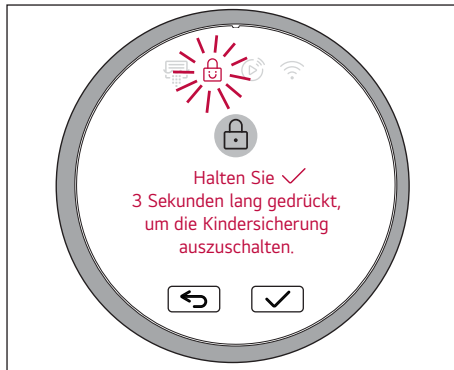 Halten Sie ✓
3 Sekunden lang gedrückt,
um die Kindersicherung
auszuschalten.